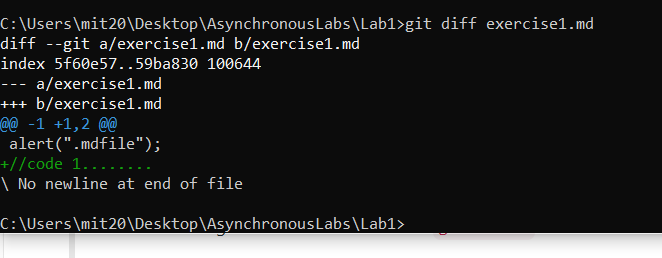 C:\Users\mit20\Desktop\AsynchronousLabs\Lab1>git diff exercise1.md
diff --git a/exercise1.md b/exercise1.md
index 5f60e57..59ba830 100644
--- a/exercise1.md
+++ b/exercise1.md
@@ -1 +1,2 @@
 alert(".mdfile");
+//code 1........
\ No newline at end of file
C:\Users\mit20\Desktop\AsynchronousLabs\Lab1>